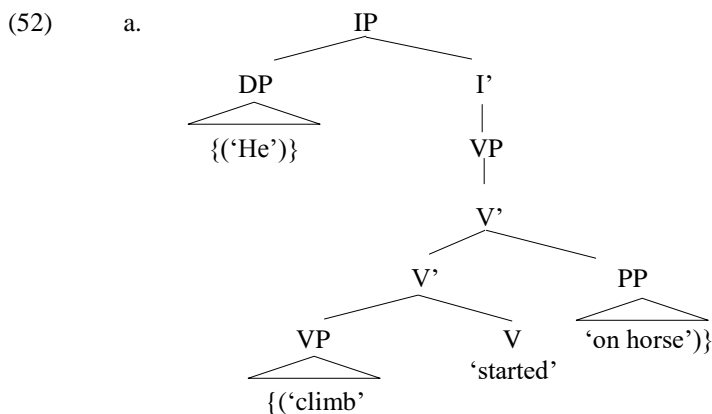 (52) a. IP
DP I’
{(‘He’)} VP
V’
V’ PP
VP V ‘on horse’)}
{(‘climb’ ‘started’